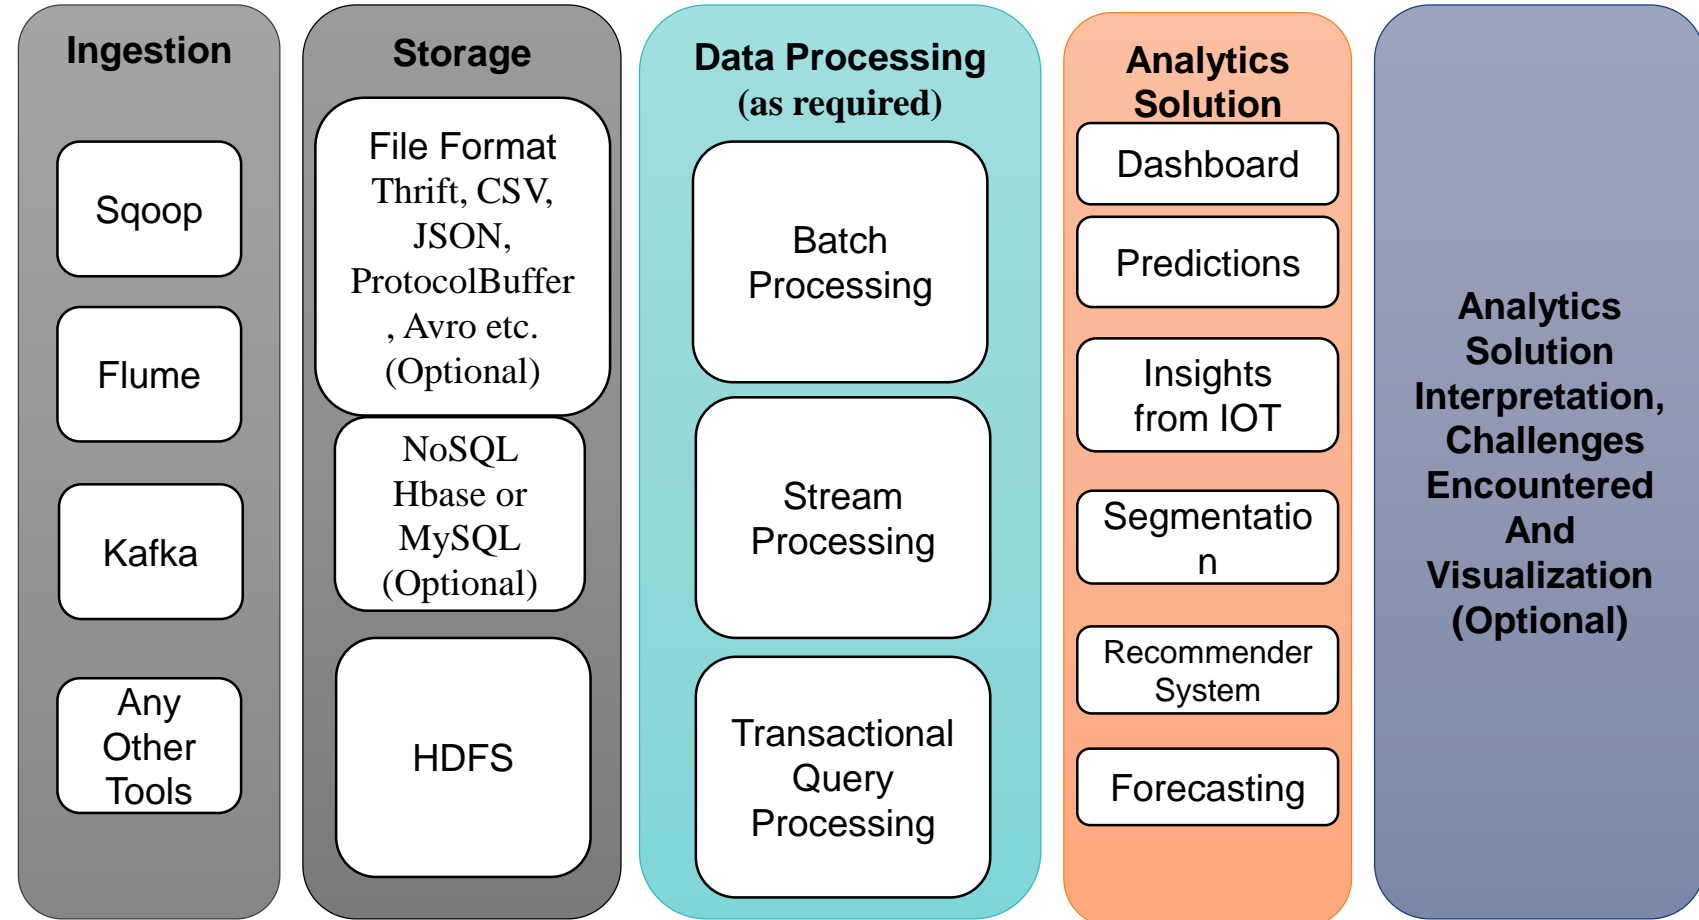 Ingestion
Sqoop
Flume
Kafka
Any
Other
Tools
Storage
File Format
Thrift, CSV,
JSON,
ProtocolBuffer
, Avro etc.
(Optional)
NoSQL
Hbase or
MySQL
(Optional)
HDFS
Data Processing
(as required)
Batch
Processing
Stream
Processing
Transactional
Query
Processing
Analytics
Solution
Dashboard
Predictions
Insights
from IOT
Segmentatio
n
Recommender
System
Forecasting
Analytics
Solution
Interpretation,
Challenges
Encountered
And
Visualization
(Optional)